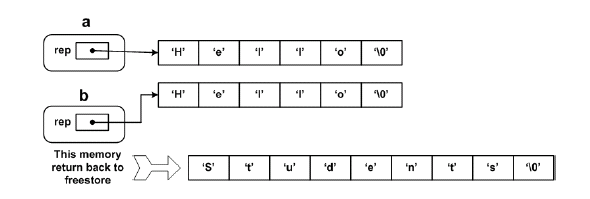 a
rep
‘H’ ‘e’ ‘l’ ‘l’ ‘o’ ‘\0’
b
rep
‘H’ ‘e’ ‘l’ ‘l’ ‘o’ ‘\0’
This memory
return back to
freestore
‘S’ ‘t’ ‘u’ ‘d’ ‘e’ ‘n’ ‘t’ ‘s’ ‘\0’